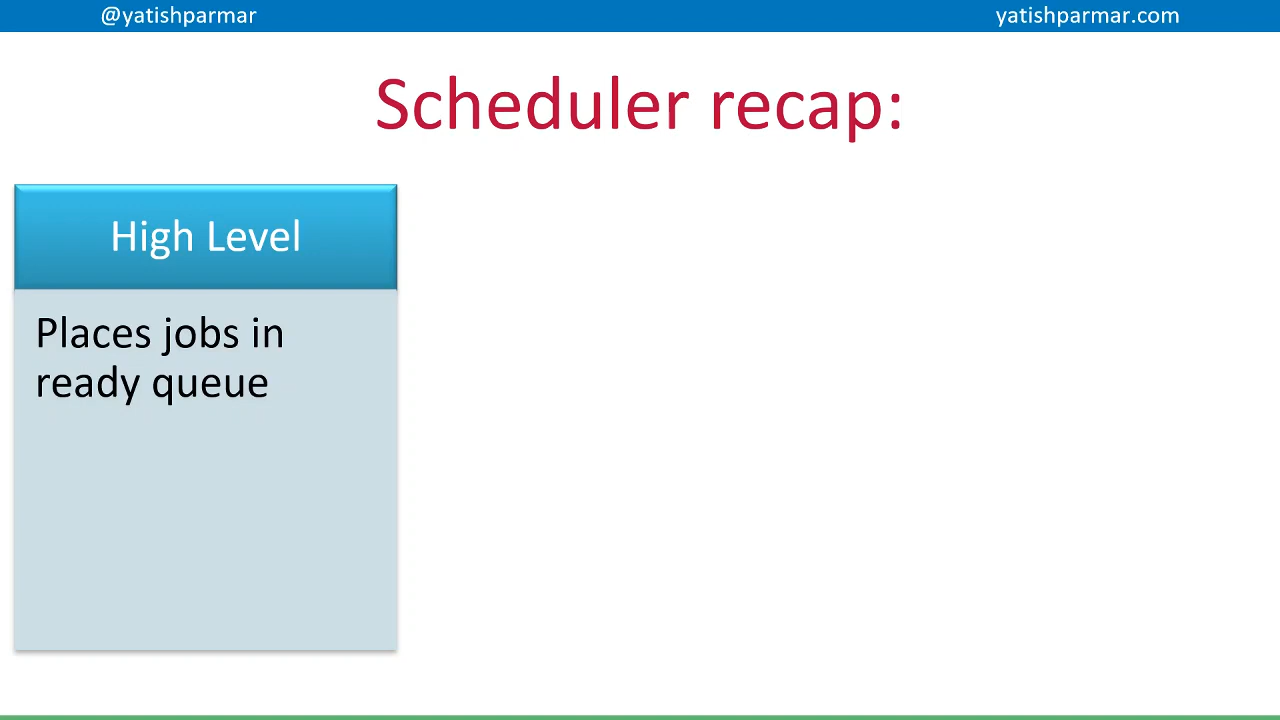 @yatishparmar
yatishparmar.com
Scheduler recap:
High Level
Places jobs in
ready queue